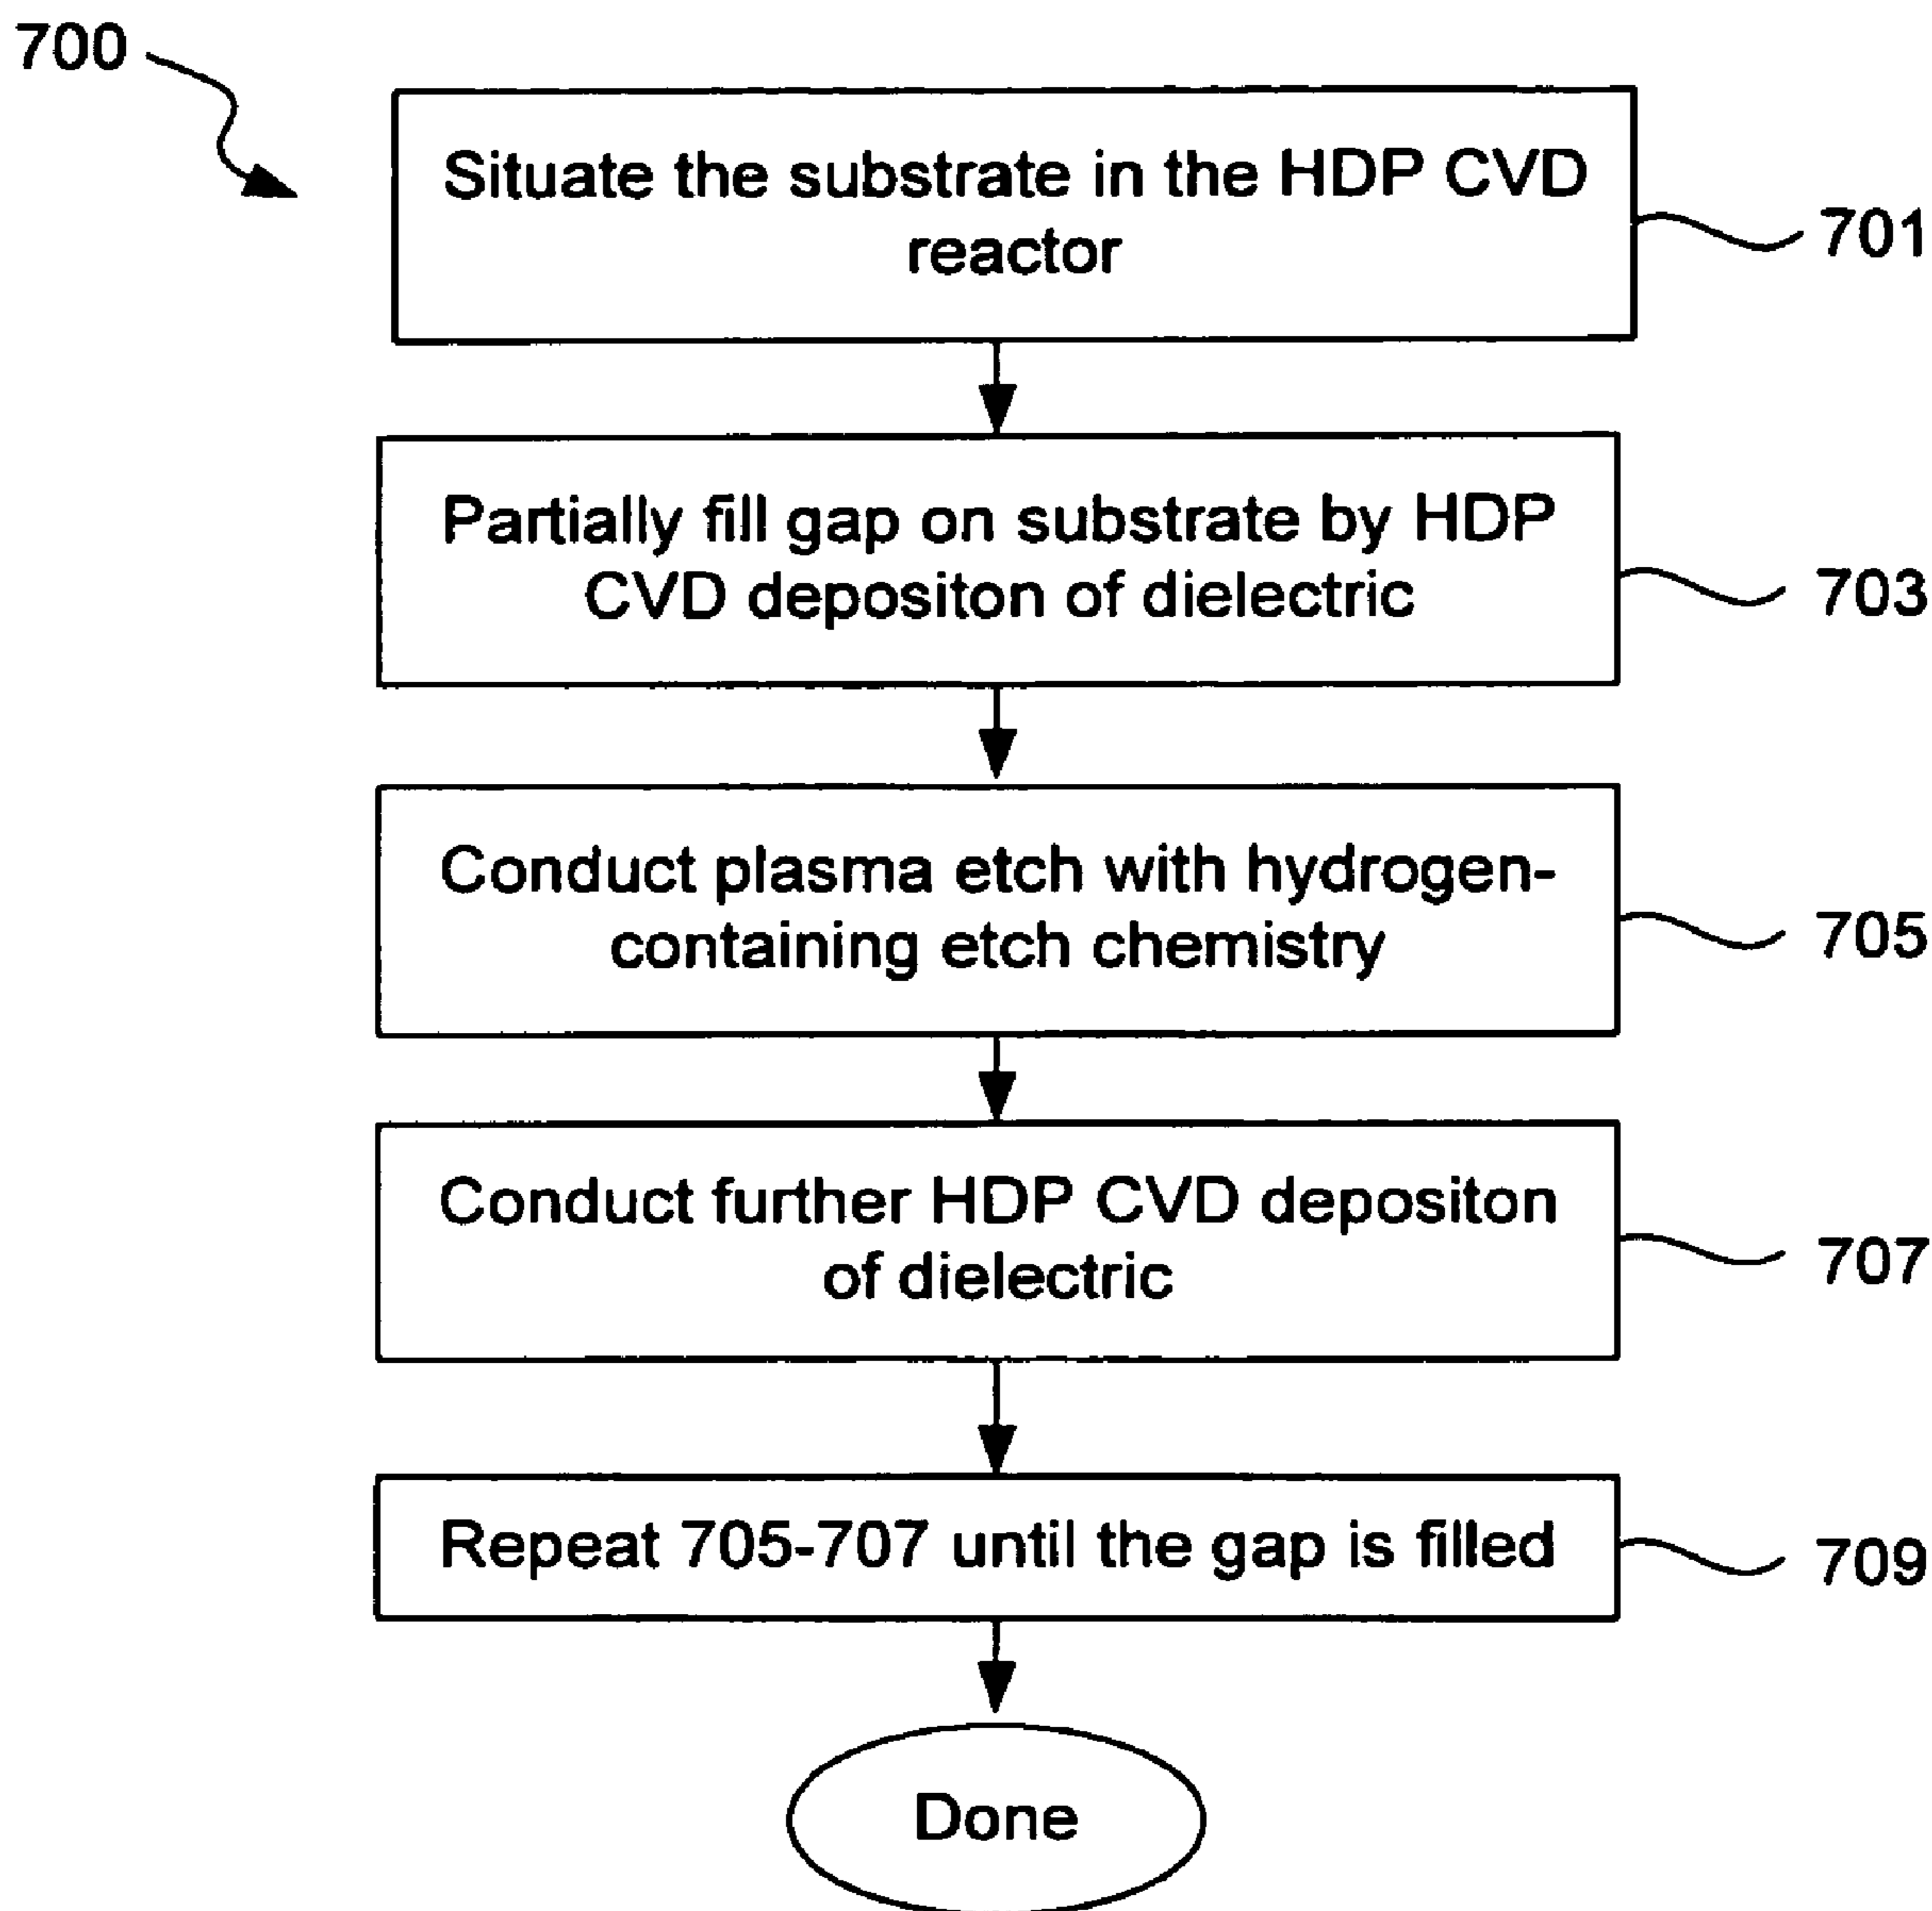 700
Situate the substrate in the HDP CVD
reactor
701
Partially fill gap on substrate by HDP
CVD depositon of dielectric
703
Conduct plasma etch with hydrogen-
containing etch chemistry
705
Conduct further HDP CVD depositon
of dielectric
707
Repeat 705-707 until the gap is filled
709
Done